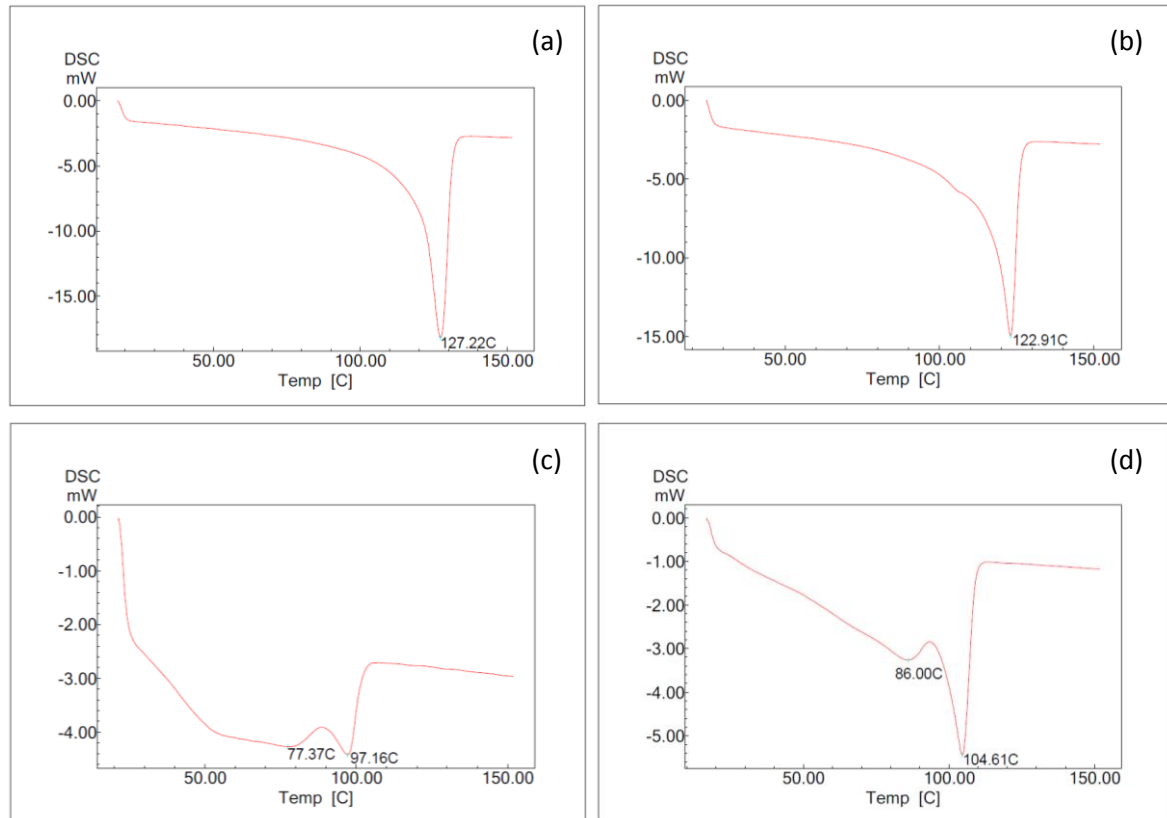 (a)
DSC
mW
0.00
-5.00
-10.00
-15.00
127.22C
50.00 100.00 150.00
Temp [C]
(b)
DSC
mW
0.00
-5.00
-10.00
-15.00
122.91C
50.00 100.00 150.00
Temp [C]
(c)
DSC
mW
0.00
-1.00
-2.00
-3.00
-4.00
77.37C 97.16C
50.00 100.00 150.00
Temp [C]
(d)
DSC
mW
0.00
-1.00
-2.00
-3.00
86.00C
-4.00
-5.00
104.61C
50.00 100.00 150.00
Temp [C]